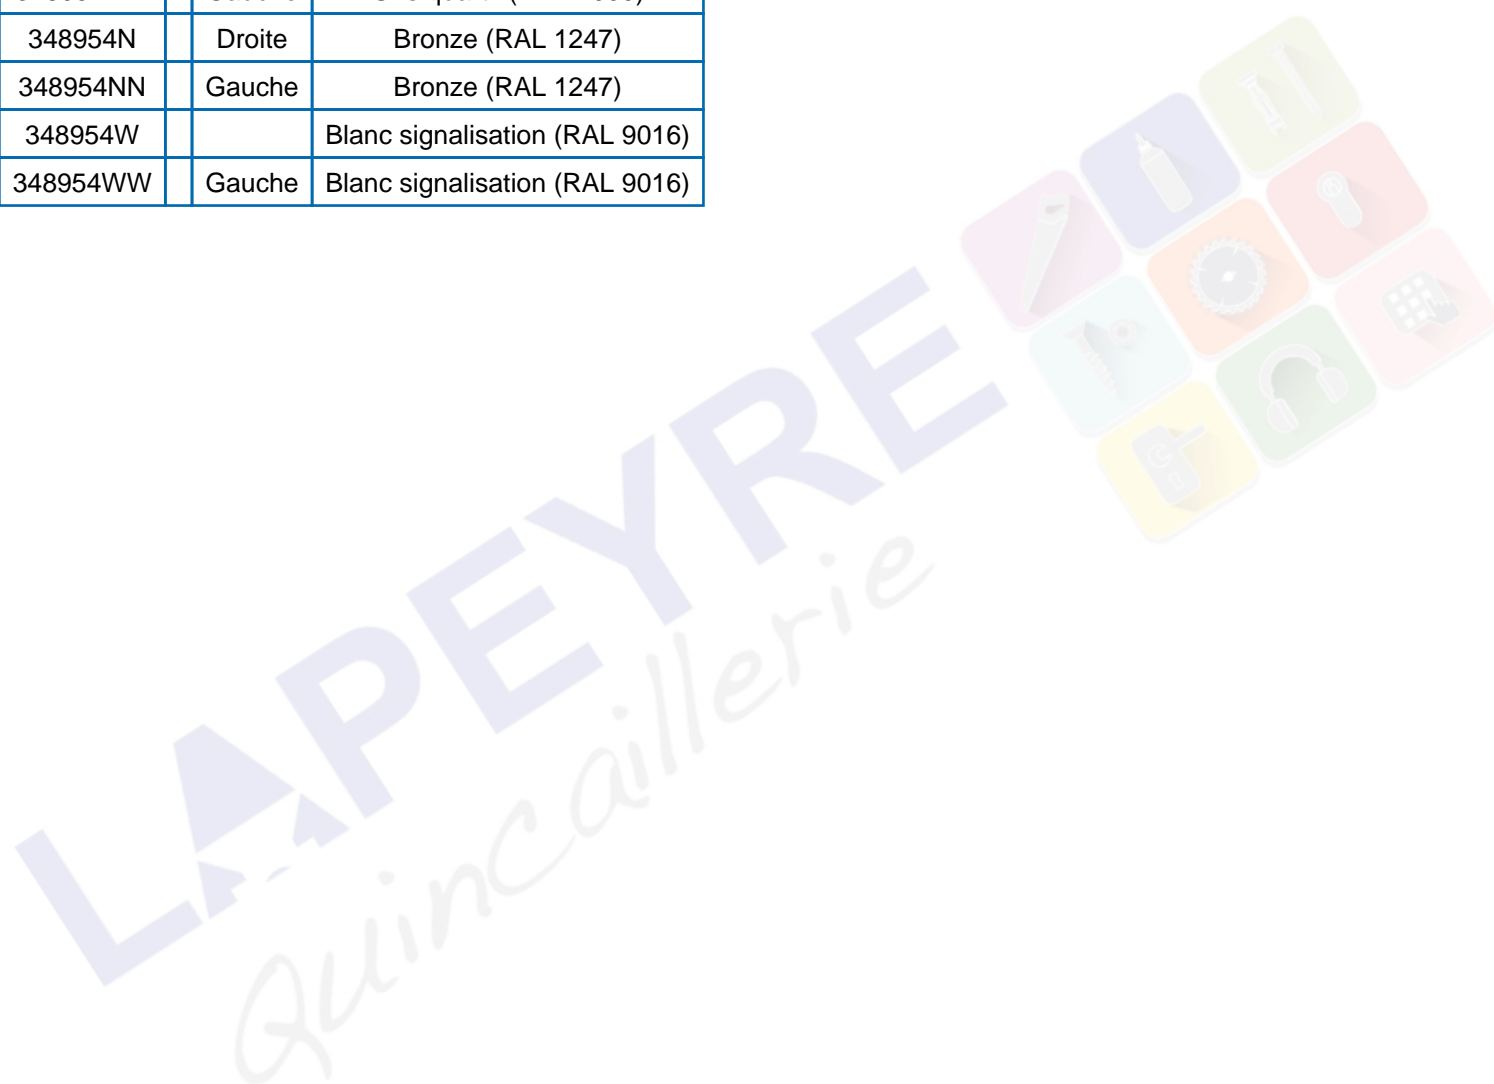 348954N Droite Bronze (RAL 1247)
348954NN Gauche Bronze (RAL 1247)
348954W Blanc signalisation (RAL 9016)
348954WW Gauche Blanc signalisation (RAL 9016)
LAPEYRE
Quincaillerie